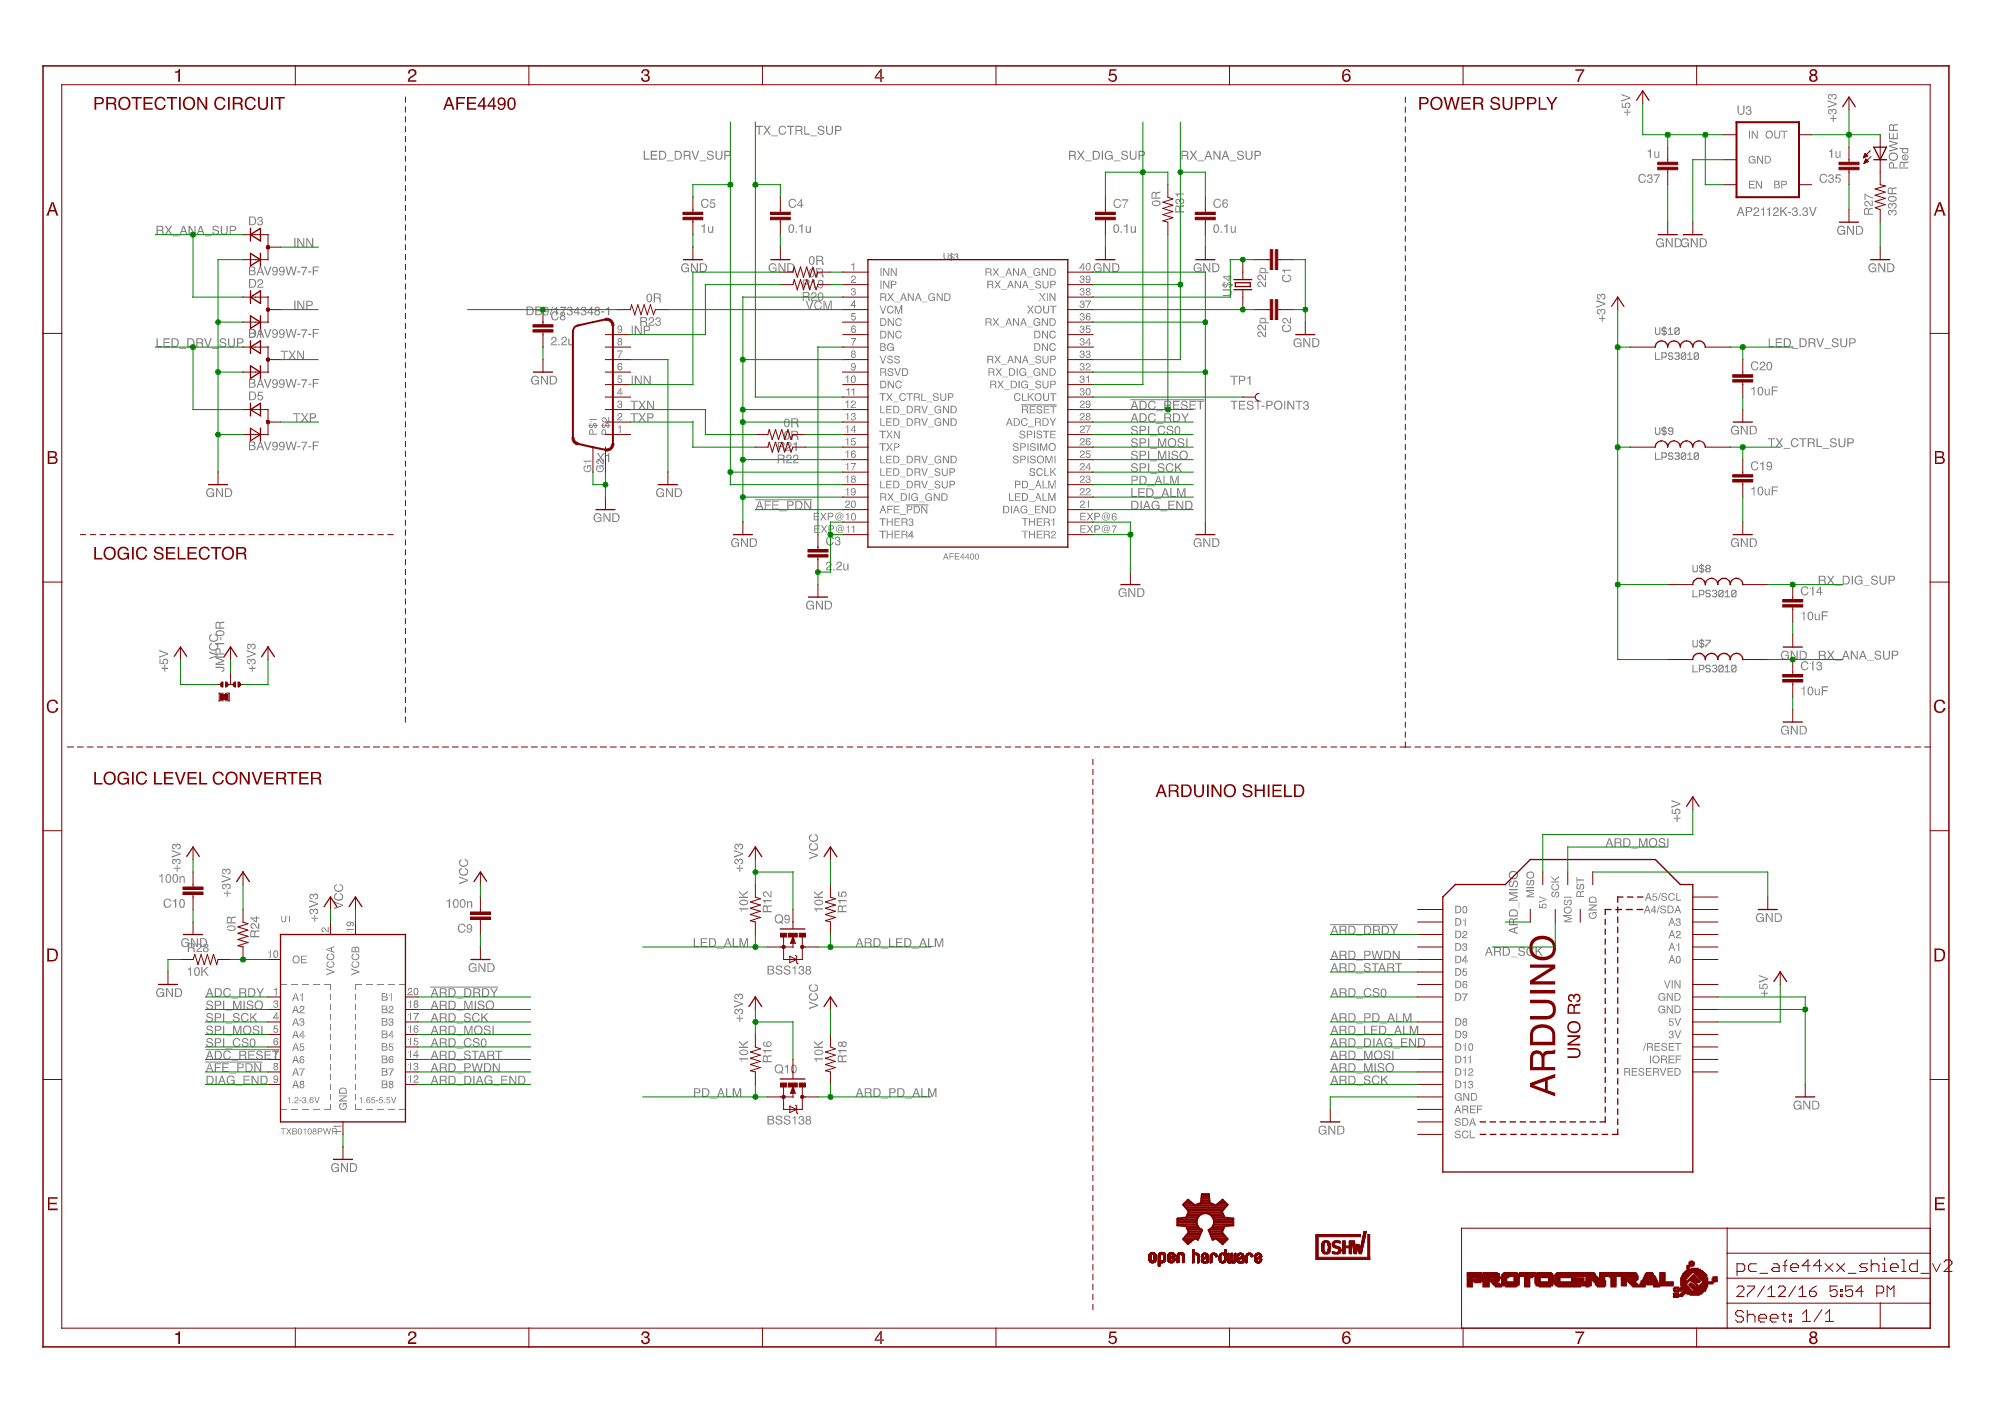 1 2 3 4 5 6 7 8
A
B
C
D
E
PROTECTION CIRCUIT
RX_ANA_SUP
D3
INN
BAV99W-7-F
D2
INP
BAV99W-7-F
LED_DRV_SUP
TXN
BAV99W-7-F
D5
TXP
BAV99W-7-F
GND
LOGIC SELECTOR
+5V
VCC
+3V3
AFE4490
TX_CTRL_SUP
LED_DRV_SUP
C5
1u
GND
C4
0.1u
GND
RX_DIG_SUP
RX_ANA_SUP
C7
0.1u
GND
0R
R31
C6
0.1u
GND
0R
R20
VCM
DB9/1734348-1
C8
2.2u
GND
0R
R23
9 INP
8
7
6
5 INN
4
3 TXN
2 TXP
1
P$1
P$2
G1
GND
GND
0R
R21
R22
U$3
1 INN
2 INP
3 RX_ANA_GND
4 VCM
5 DNC
6 DNC
7 BG
8 VSS
9 RSVD
10 DNC
11 TX_CTRL_SUP
12 LED_DRV_GND
13 LED_DRV_GND
14 TXN
15 TXP
16 LED_DRV_GND
17 LED_DRV_SUP
18 LED_DRV_SUP
19 RX_DIG_GND
20 AFE_PDN
EXP@10 THER3
EXP@11 THER4
RX_ANA_GND 40
RX_ANA_SUP 39
XIN 38
XOUT 37
RX_ANA_GND 36
DNC 35
DNC 34
RX_ANA_SUP 33
RX_DIG_GND 32
RX_DIG_SUP 31
CLKOUT 30
RESET 29 ADC_RESET
ADC_RDY 28 ADC_RDY
SPISTE 27 SPI_CS0
SPISIMO 26 SPI_MOSI
SPISOMI 25 SPI_MISO
SCLK 24 SPI_SCK
PD_ALM 23 PD_ALM
LED_ALM 22 LED_ALM
DIAG_END 21 DIAG_END
THER1 EXP@6
THER2 EXP@7
AFE4400
AFE_PDN
GND
C3
2.2u
GND
GND
GND
U$4
22p
C1
22p
C2
GND
TP1
TEST-POINT3
POWER SUPPLY
+5V
1u
C37
GND
GND
U3
IN OUT
GND
EN BP
AP2112K-3.3V
+3V3
1u
C35
GND
POWER
Red
R27
330R
GND
+3V3
U$10
LPS3010
LED_DRV_SUP
C20
10uF
GND
U$9
LPS3010
TX_CTRL_SUP
C19
10uF
GND
U$8
LPS3010
RX_DIG_SUP
C14
10uF
GND
U$7
LPS3010
RX_ANA_SUP
C13
10uF
GND
LOGIC LEVEL CONVERTER
+3V3
100n
C10
GND
+3V3
0R
R24
10K
GND
U1
+3V3
VCC
2
19
10 OE
VCCA
VCCB
ADC_RDY 1 A1
SPI_MISO 3 A2
SPI_SCK 4 A3
SPI_MOSI 5 A4
SPI_CS0 6 A5
ADC_RESET 7 A6
AFE_PDN 8 A7
DIAG_END 9 A8
B1 20 ARD_DRDY
B2 18 ARD_MISO
B3 17 ARD_SCK
B4 16 ARD_MOSI
B5 15 ARD_CS0
B6 14 ARD_START
B7 13 ARD_PWDN
B8 12 ARD_DIAG_END
1.2-3.6V
GND
1.65-5.5V
TXB0108PWR
11
GND
VCC
100n
C9
GND
+3V3
VCC
10K
R12
10K
R15
Q9
LED_ALM
ARD_LED_ALM
BSS138
+3V3
VCC
10K
R16
10K
R18
Q10
PD_ALM
ARD_PD_ALM
BSS138
ARDUINO SHIELD
+5V
ARD_MOSI
ARD_MISO
MISO
5V
SCK
MOSI
RST
GND
GND
ARD_SCK
ARDUINO
UNO R3
D0
D1
ARD_DRDY D2
D3
ARD_PWDN D4
ARD_START D5
D6
ARD_CS0 D7
ARD_PD_ALM D8
ARD_LED_ALM D9
ARD_DIAG_END D10
ARD_MOSI D11
ARD_MISO D12
ARD_SCK D13
GND
AREF
SDA
SCL
GND
A5/SCL
A4/SDA
A3
A2
A1
A0
VIN
GND
GND
5V
3V
/RESET
IOREF
RESERVED
+5V
GND
open hardware
OSHW
PROTOCENTRAL
pc_afe44xx_shield_v2
27/12/16 5:54 PM
Sheet: 1/1
A
B
C
D
E
1 2 3 4 5 6 7 8